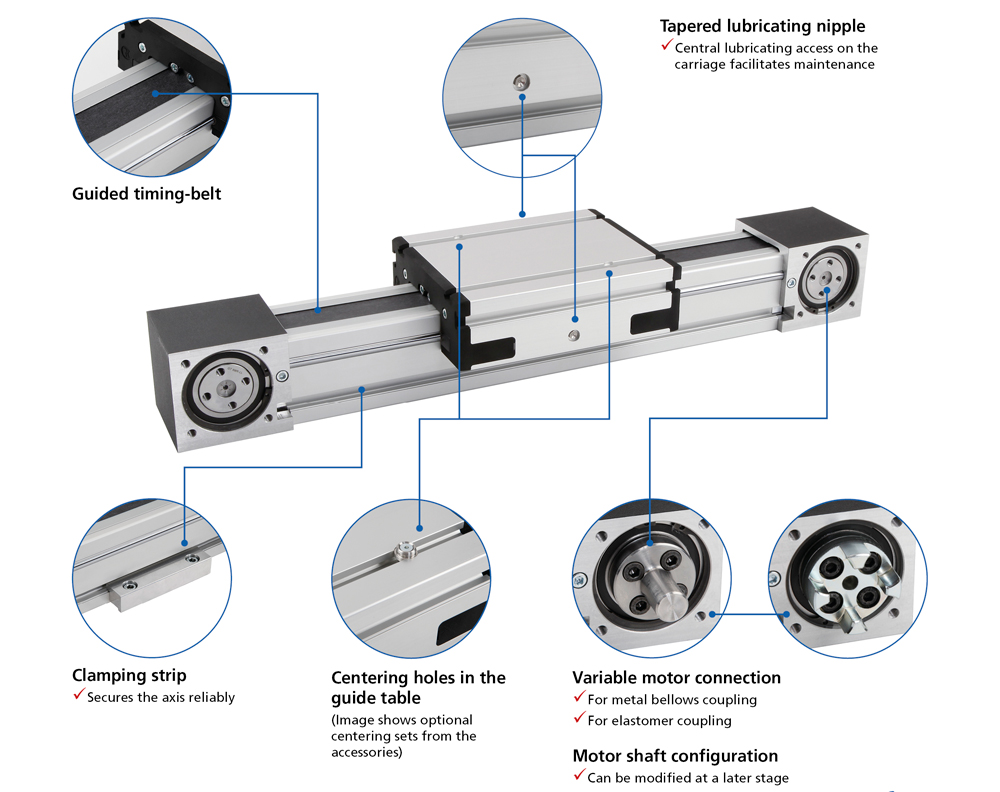 Tapered lubricating nipple
✓Central lubricating access on the
carriage facilitates maintenance
Guided timing-belt
Clamping strip
✓Secures the axis reliably
Centering holes in the
guide table
(Image shows optional
centering sets from the
accessories)
Variable motor connection
✓For metal bellows coupling
✓For elastomer coupling
Motor shaft configuration
✓Can be modified at a later stage